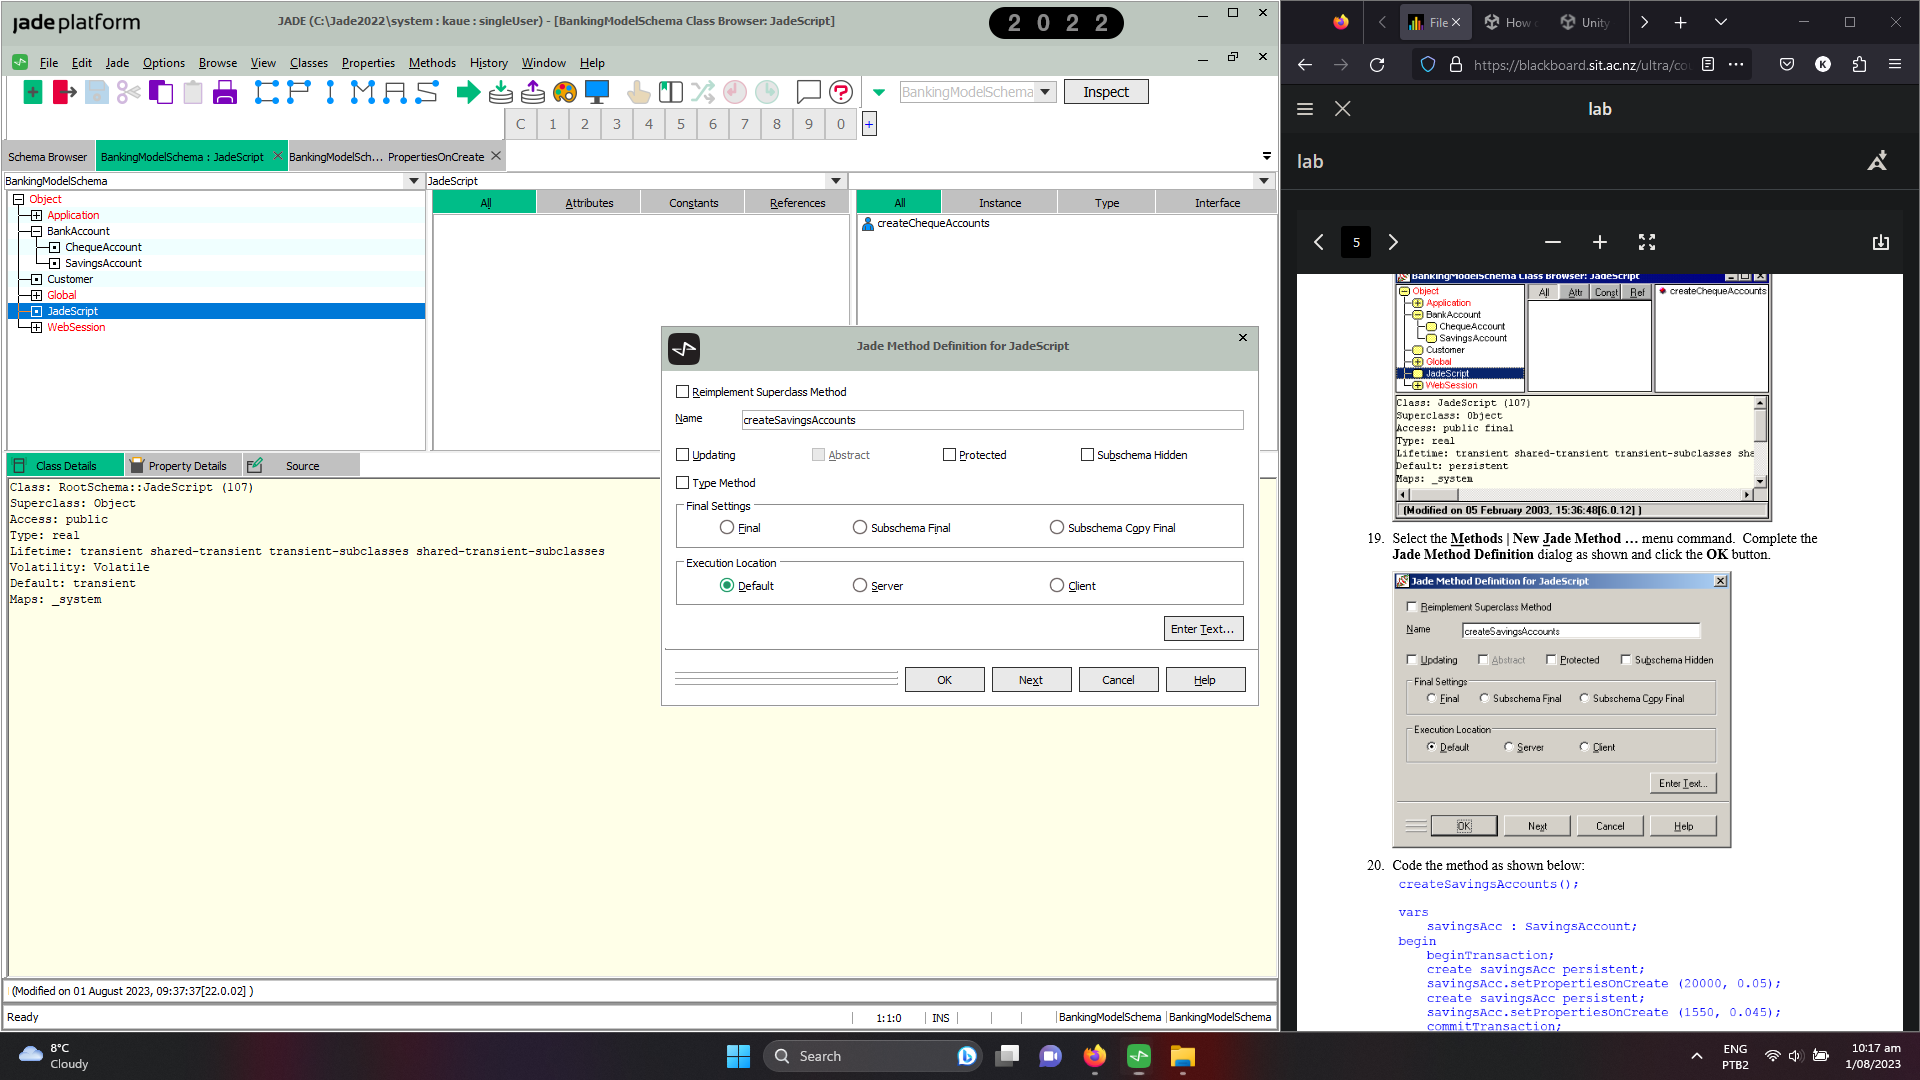 jade platform
JADE (C:\Jade2022\system : kaue : singleUser) - [BankingModelSchema Class Browser: JadeScript]
2022
File Edit Jade Options Browse View Classes Properties Methods History Window Help
BankingModelSchema Inspect
C 1 2 3 4 5 6 7 8 9 0 +
Schema Browser BankingModelSchema : JadeScript BankingModelSch... PropertiesOnCreate
BankingModelSchema JadeScript
Object
Application
BankAccount
ChequeAccount
SavingsAccount
Customer
Global
JadeScript
WebSession
All Attributes Constants References
All Instance Type Interface
createChequeAccounts
Jade Method Definition for JadeScript
Reimplement Superclass Method
Name createSavingsAccounts
Updating Abstract Protected Subschema Hidden
Type Method
Final Settings
Final Subschema Final Subschema Copy Final
Execution Location
Default Server Client
Enter Text...
OK Next Cancel Help
Class Details Property Details Source
Class: RootSchema::JadeScript (107)
Superclass: Object
Access: public
Type: real
Lifetime: transient shared-transient transient-subclasses shared-transient-subclasses
Volatility: Volatile
Default: transient
Maps: _system
(Modified on 01 August 2023, 09:37:37[22.0.02] )
Ready 1:1:0 INS BankingModelSchema BankingModelSchema
File How Unity
https://blackboard.sit.ac.nz/ultra/co
K
lab
lab
5
BankingModelSchema Class Browser: JadeScript
Object
Application
BankAccount
ChequeAccount
SavingsAccount
Customer
Global
JadeScript
WebSession
All Attr Const Ref
createChequeAccounts
Class: JadeScript (107)
Superclass: Object
Access: public final
Type: real
Lifetime: transient shared-transient transient-subclasses sha
Default: persistent
Maps: _system
(Modified on 05 February 2003, 15:36:48[6.0.12] )
19. Select the Methods | New Jade Method … menu command. Complete the
Jade Method Definition dialog as shown and click the OK button.
Jade Method Definition for JadeScript
Reimplement Superclass Method
Name createSavingsAccounts
Updating Abstract Protected Subschema Hidden
Final Settings
Final Subschema Final Subschema Copy Final
Execution Location
Default Server Client
Enter Text...
OK Next Cancel Help
20. Code the method as shown below:
createSavingsAccounts();
vars
savingsAcc : SavingsAccount;
begin
beginTransaction;
create savingsAcc persistent;
savingsAcc.setPropertiesOnCreate (20000, 0.05);
create savingsAcc persistent;
savingsAcc.setPropertiesOnCreate (1550, 0.045);
commitTransaction;
8°C
Cloudy
Search
ENG
PTB2
10:17 am
1/08/2023